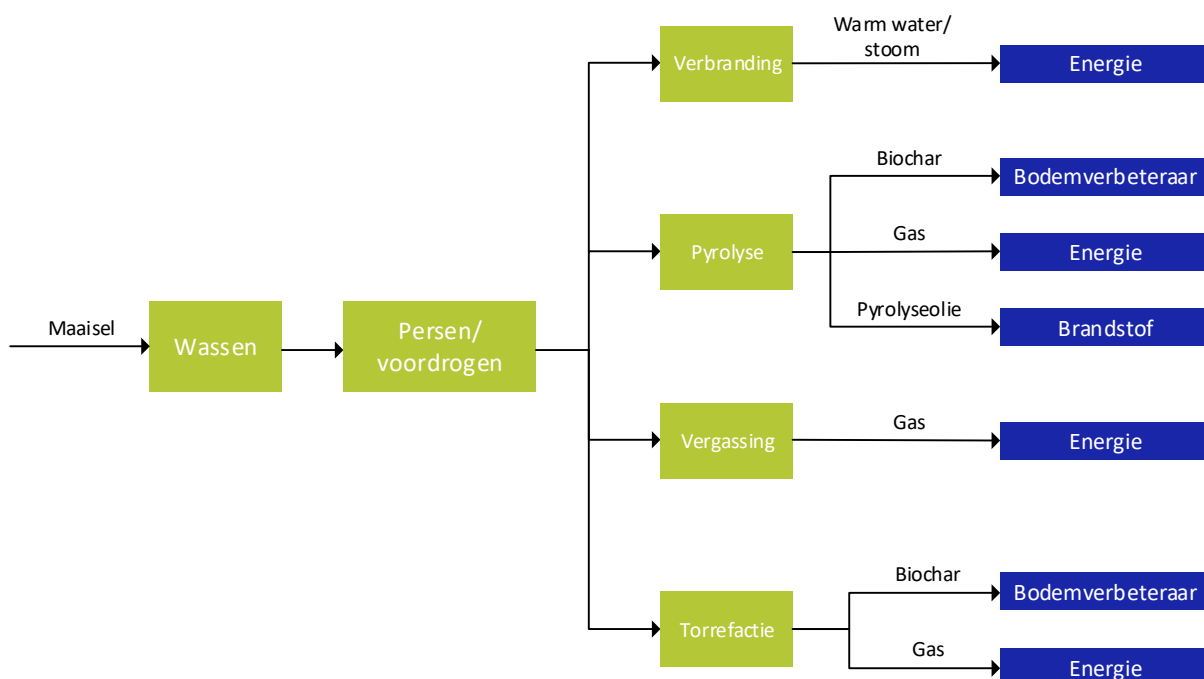 Maaisel
Wassen
Persen/
voordrogen
Verbranding
Warm water/
stoom
Energie
Pyrolyse
Biochar
Bodemverbeteraar
Gas
Energie
Pyrolyseolie
Brandstof
Vergassing
Gas
Energie
Torrefactie
Biochar
Bodemverbeteraar
Gas
Energie